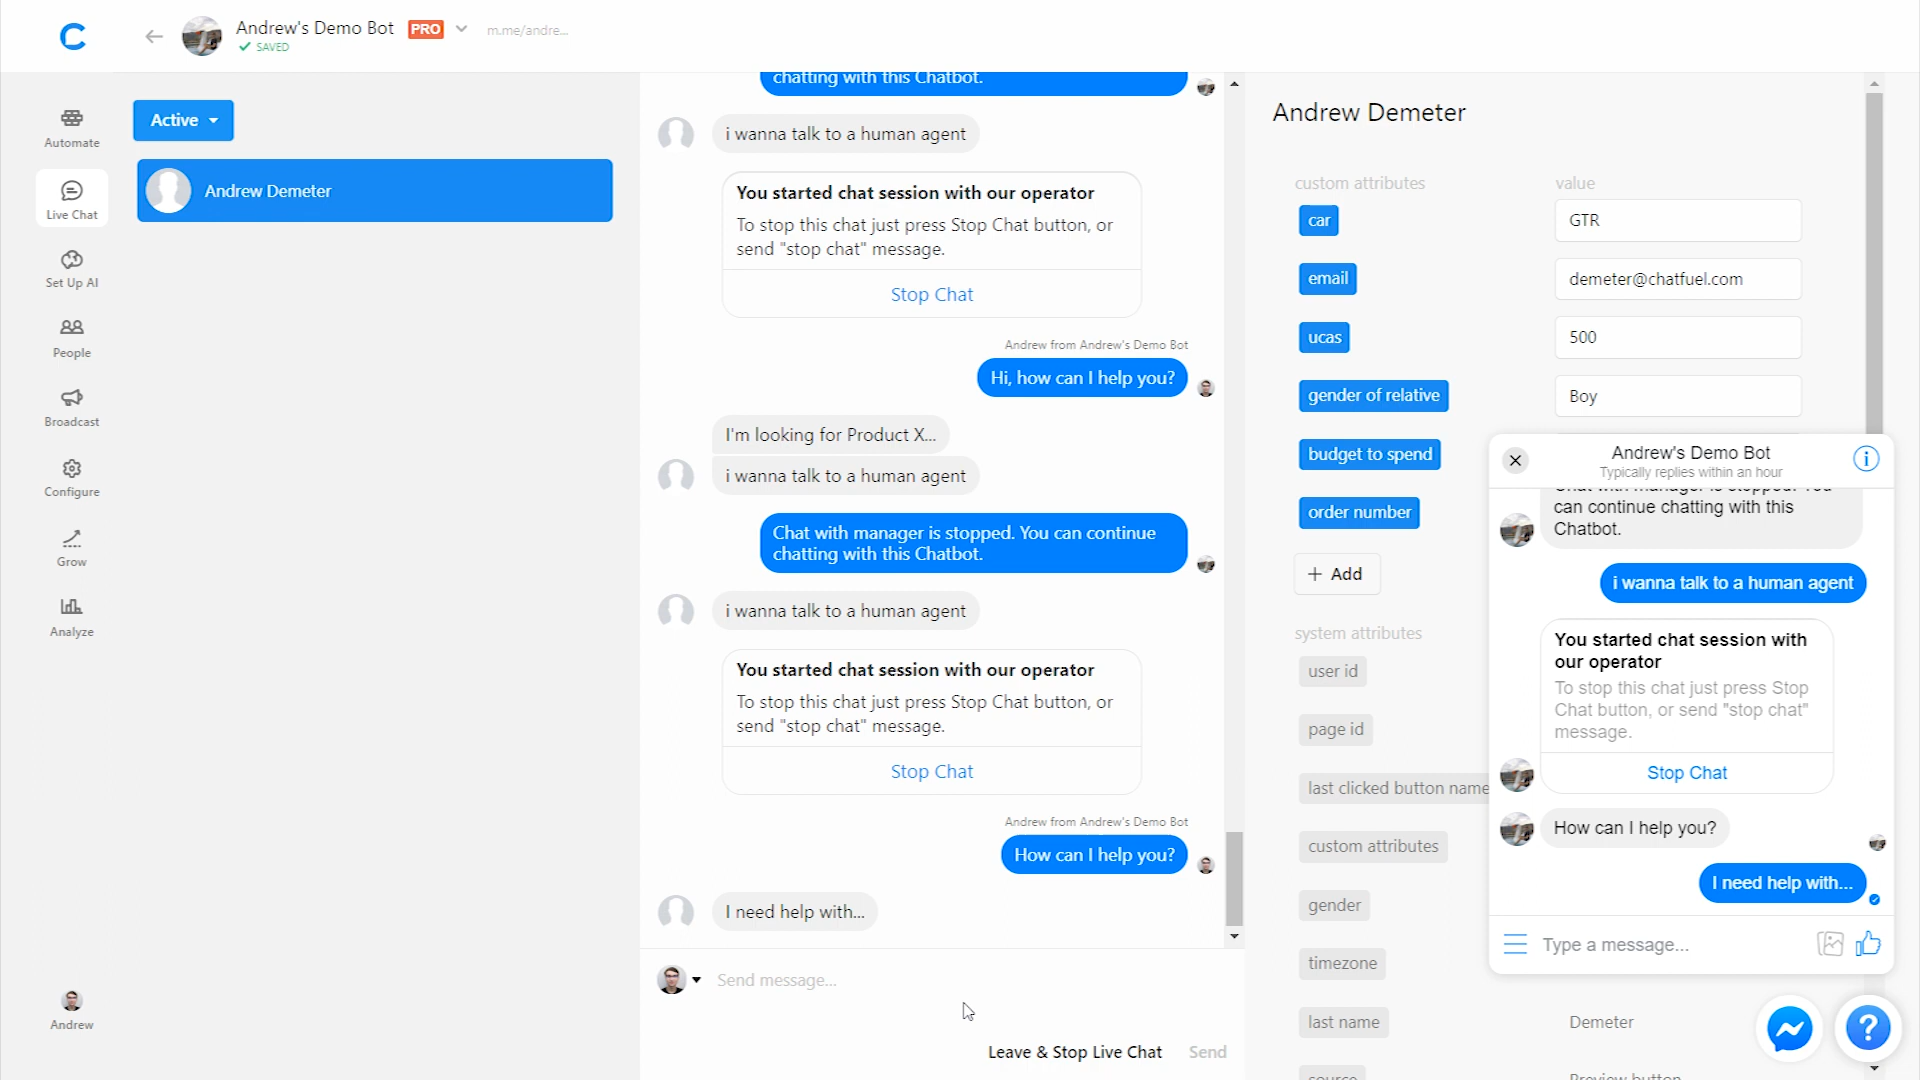 Andrew's Demo Bot
PRO
m.me/andre...
SAVED
Automate
Live Chat
Set Up AI
People
Broadcast
Configure
Grow
Analyze
Andrew
Active
Andrew Demeter
chatting with this Chatbot.
i wanna talk to a human agent
You started chat session with our operator
To stop this chat just press Stop Chat button, or
send "stop chat" message.
Stop Chat
Andrew from Andrew's Demo Bot
Hi, how can I help you?
I'm looking for Product X...
i wanna talk to a human agent
Chat with manager is stopped. You can continue
chatting with this Chatbot.
i wanna talk to a human agent
You started chat session with our operator
To stop this chat just press Stop Chat button, or
send "stop chat" message.
Stop Chat
Andrew from Andrew's Demo Bot
How can I help you?
I need help with...
Send message...
Leave & Stop Live Chat
Send
Andrew Demeter
custom attributes value
car GTR
email demeter@chatfuel.com
ucas 500
gender of relative Boy
budget to spend
order number
+ Add
system attributes
user id
page id
last clicked button name
custom attributes
gender
timezone
last name Demeter
source Preview button
Andrew's Demo Bot
Typically replies within an hour
Chat with manager is stopped. You
can continue chatting with this
Chatbot.
i wanna talk to a human agent
You started chat session with
our operator
To stop this chat just press Stop
Chat button, or send "stop chat"
message.
Stop Chat
How can I help you?
I need help with...
Type a message...